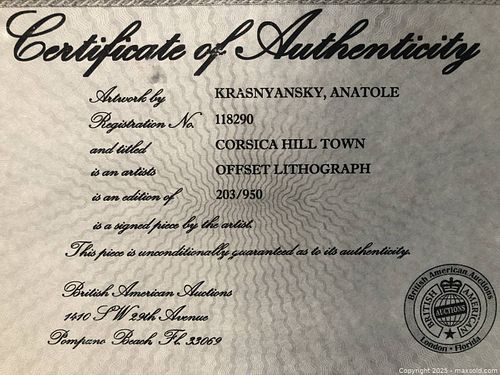 Certificate of Authenticity
Artwork by KRASNYANSKY, ANATOLE
Registration No. 118290
and titled CORSICA HILL TOWN
is an artists OFFSET LITHOGRAPH
is an edition of 203/950
is a signed piece by the artist.
This piece is unconditionally guaranteed as to its authenticity.
British American Auctions
1410 SW 29th Avenue
Pompano Beach, Fl. 33069
British American Auctions
BRITISH AMERICAN
AUCTIONS
London • Florida
Copyright 2025 - maxsold.com